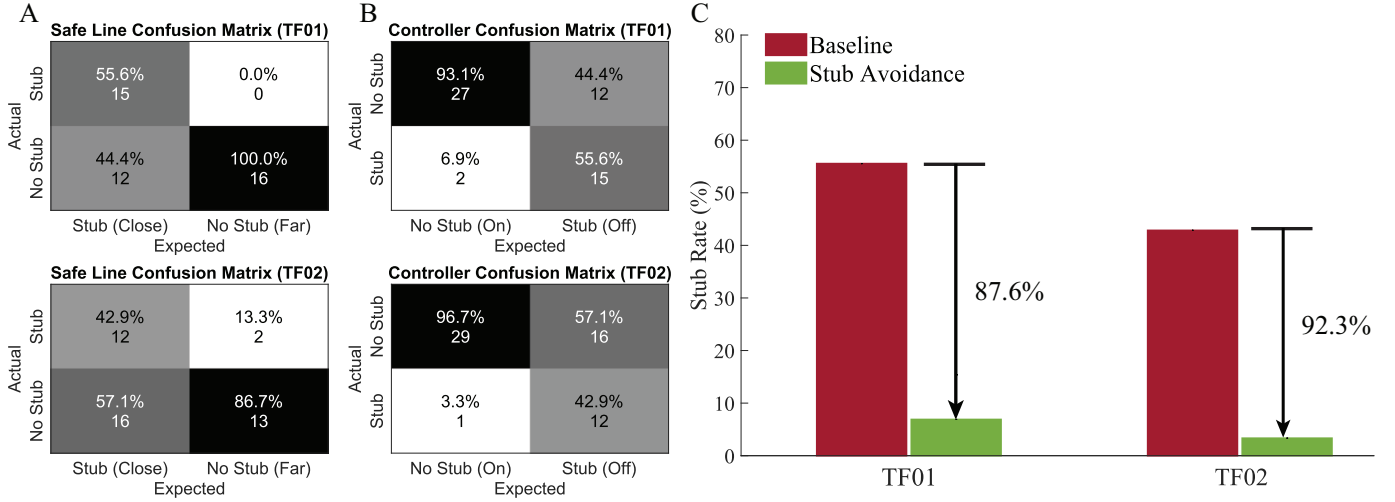 A
Safe Line Confusion Matrix (TF01)
Actual
Stub
No Stub
55.6%
15
0.0%
0
44.4%
12
100.0%
16
Stub (Close)
No Stub (Far)
Expected
Safe Line Confusion Matrix (TF02)
Actual
Stub
No Stub
42.9%
12
13.3%
2
57.1%
16
86.7%
13
Stub (Close)
No Stub (Far)
Expected
B
Controller Confusion Matrix (TF01)
Actual
No Stub
Stub
93.1%
27
44.4%
12
6.9%
2
55.6%
15
No Stub (On)
Stub (Off)
Expected
Controller Confusion Matrix (TF02)
Actual
No Stub
Stub
96.7%
29
57.1%
16
3.3%
1
42.9%
12
No Stub (On)
Stub (Off)
Expected
C
Baseline
Stub Avoidance
Stub Rate (%)
80
70
60
50
40
30
20
10
0
87.6%
92.3%
TF01
TF02